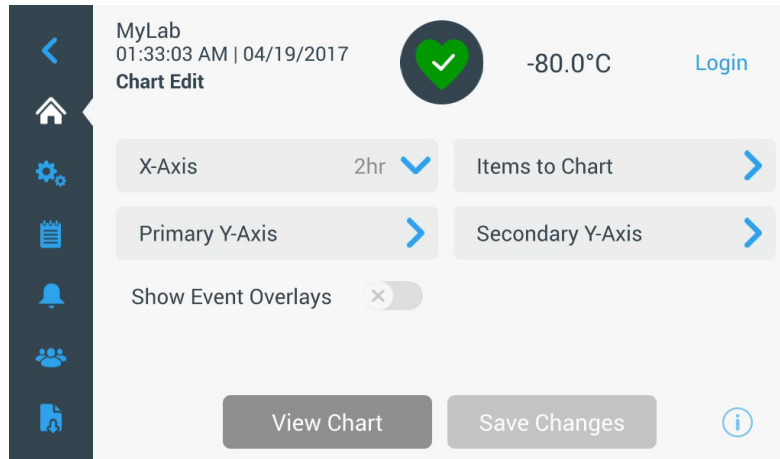 MyLab
01:33:03 AM | 04/19/2017
Chart Edit
-80.0°C
Login
X-Axis 2hr
Items to Chart
Primary Y-Axis
Secondary Y-Axis
Show Event Overlays
View Chart
Save Changes
i